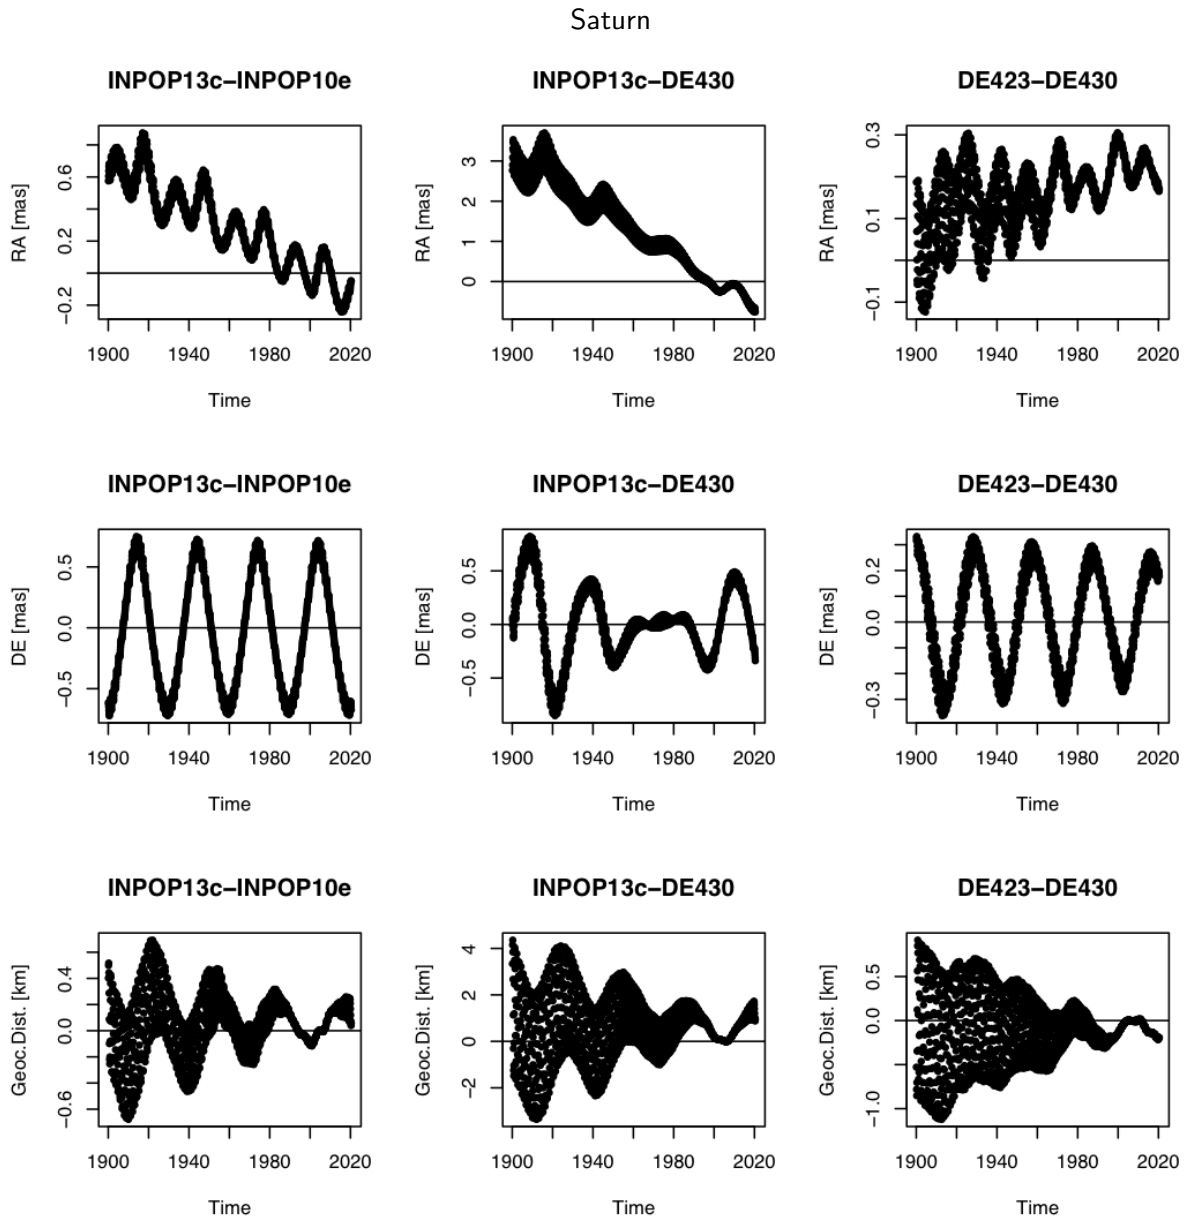 Saturn
INPOP13c−INPOP10e
INPOP13c−DE430
DE423−DE430
RA [mas]
−0.2 0.2 0.6
1900 1940 1980 2020
Time
RA [mas]
0 1 2 3
1900 1940 1980 2020
Time
RA [mas]
−0.1 0.1 0.3
1900 1940 1980 2020
Time
INPOP13c−INPOP10e
INPOP13c−DE430
DE423−DE430
DE [mas]
−0.5 0.0 0.5
1900 1940 1980 2020
Time
DE [mas]
−0.5 0.0 0.5
1900 1940 1980 2020
Time
DE [mas]
−0.3 0.0 0.2
1900 1940 1980 2020
Time
INPOP13c−INPOP10e
INPOP13c−DE430
DE423−DE430
Geoc.Dist. [km]
−0.6 0.0 0.4
1900 1940 1980 2020
Time
Geoc.Dist. [km]
−2 0 2 4
1900 1940 1980 2020
Time
Geoc.Dist. [km]
−1.0 0.0 0.5
1900 1940 1980 2020
Time